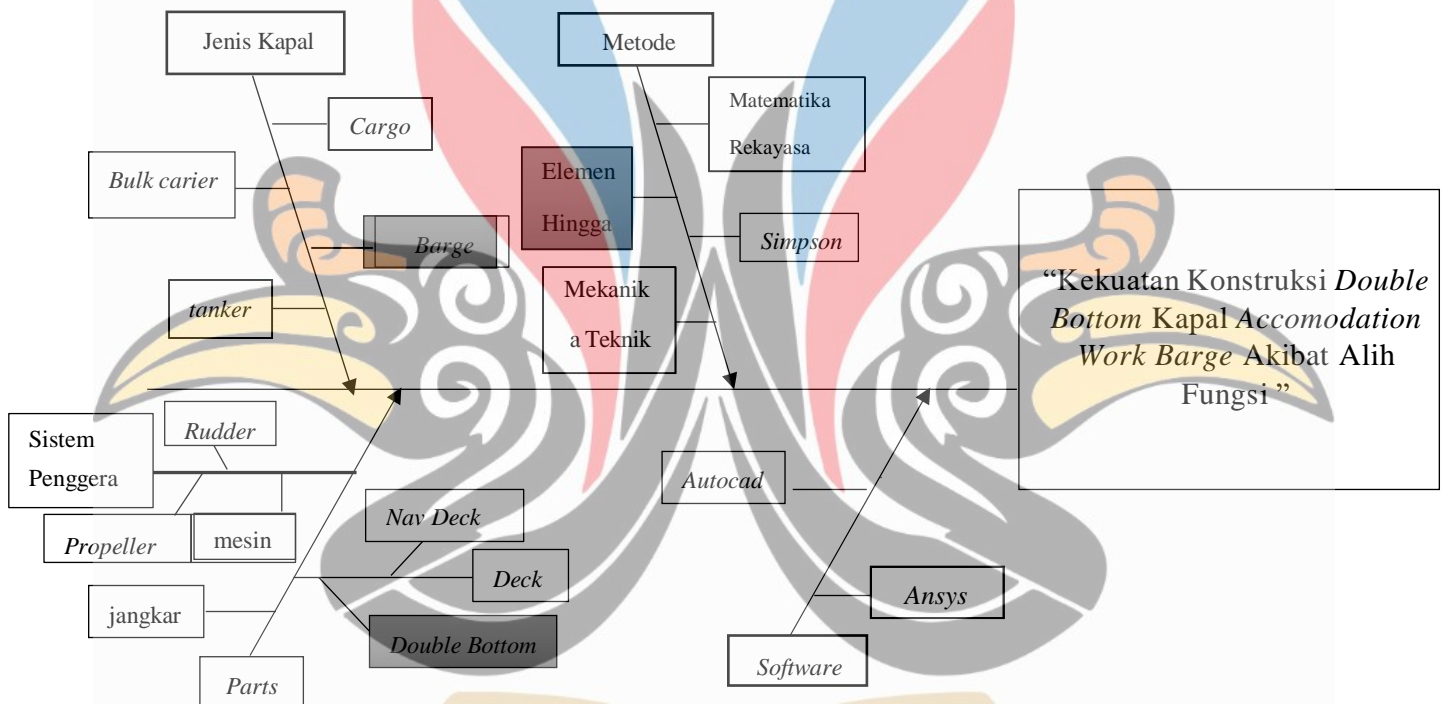 Jenis Kapal
Metode
Cargo
Matematika
Rekayasa
Bulk carier
Elemen
Hingga
Barge
Simpson
tanker
Mekanik
a Teknik
“Kekuatan Konstruksi Double
Bottom Kapal Accomodation
Work Barge Akibat Alih
Fungsi ”
Sistem
Penggera
Rudder
Propeller
mesin
Nav Deck
Deck
jangkar
Double Bottom
Parts
Autocad
Ansys
Software